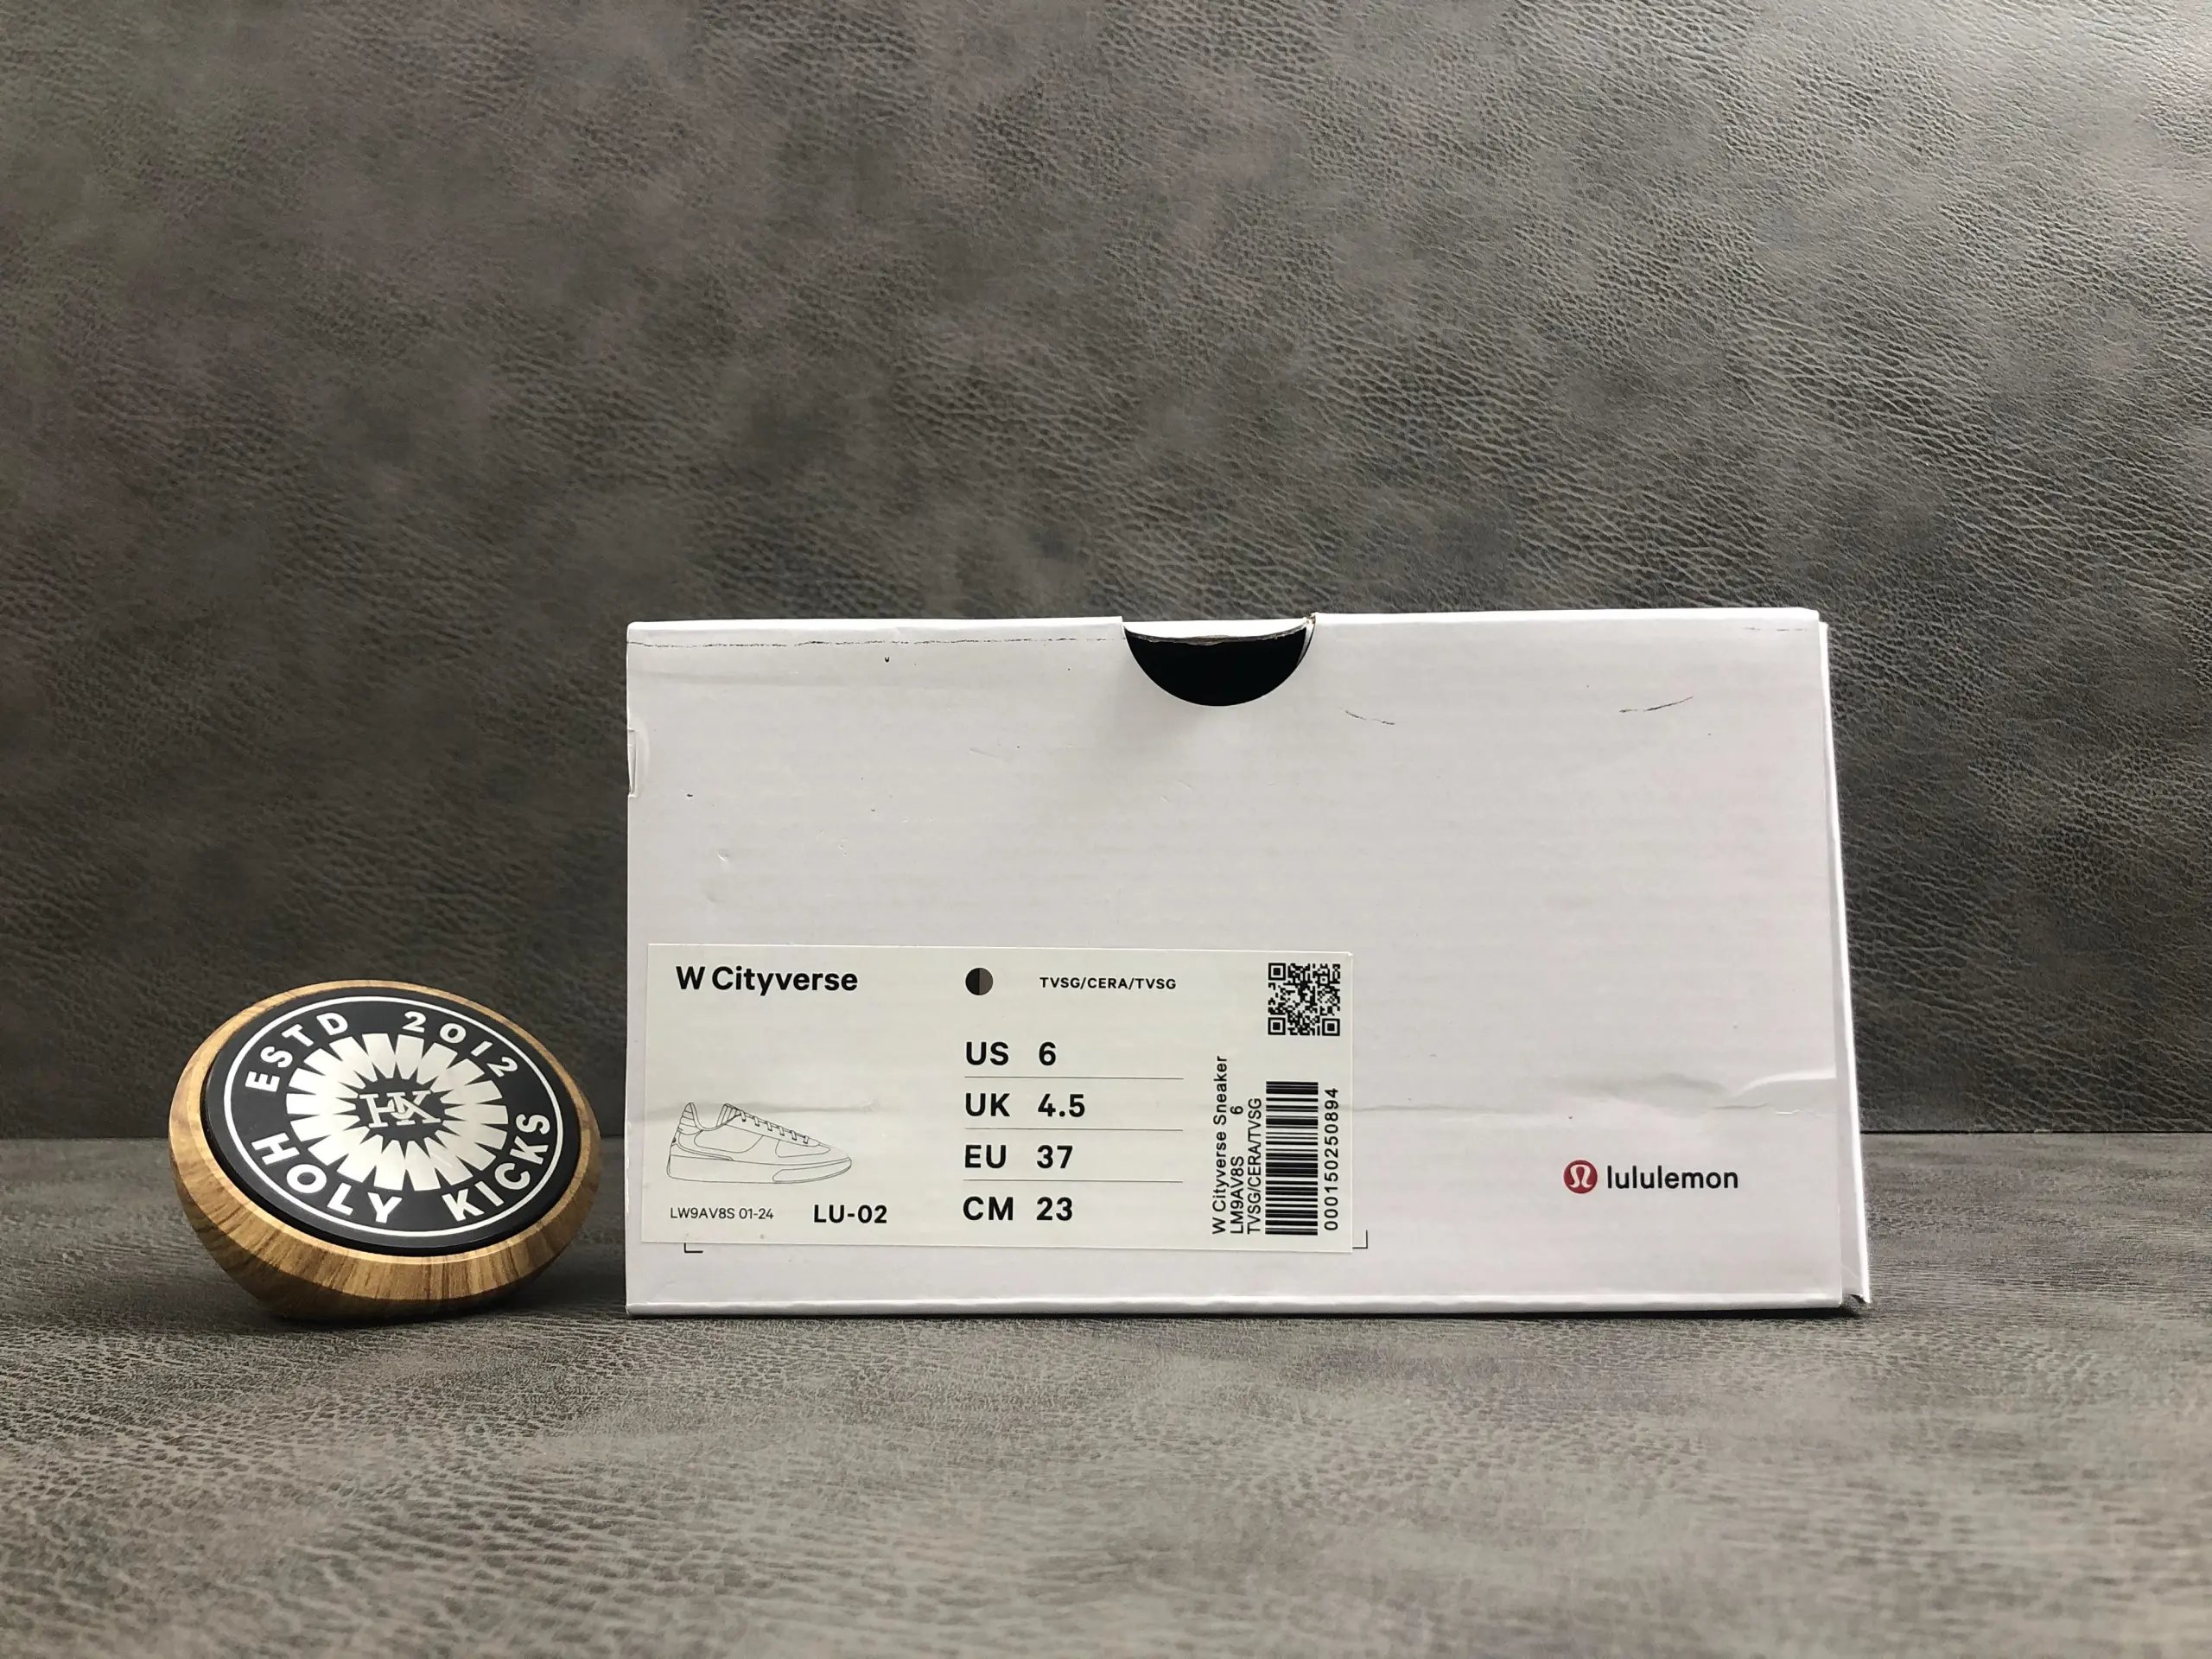 ESTD 2012
HK
HOLY KICKS
W Cityverse
TVSG/CERA/TVSG
US 6
UK 4.5
EU 37
CM 23
LW9AV8S 01-24
LU-02
W Cityverse Sneaker
LM9AV8S 6
TVSG/CERA/TVSG
000015025O894
lululemon